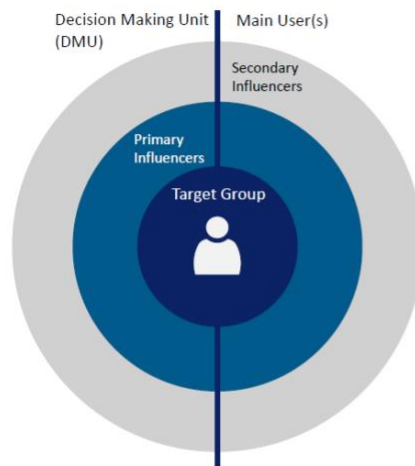 Decision Making Unit
(DMU)
Main User(s)
Secondary
Influencers
Primary
Influencers
Target Group